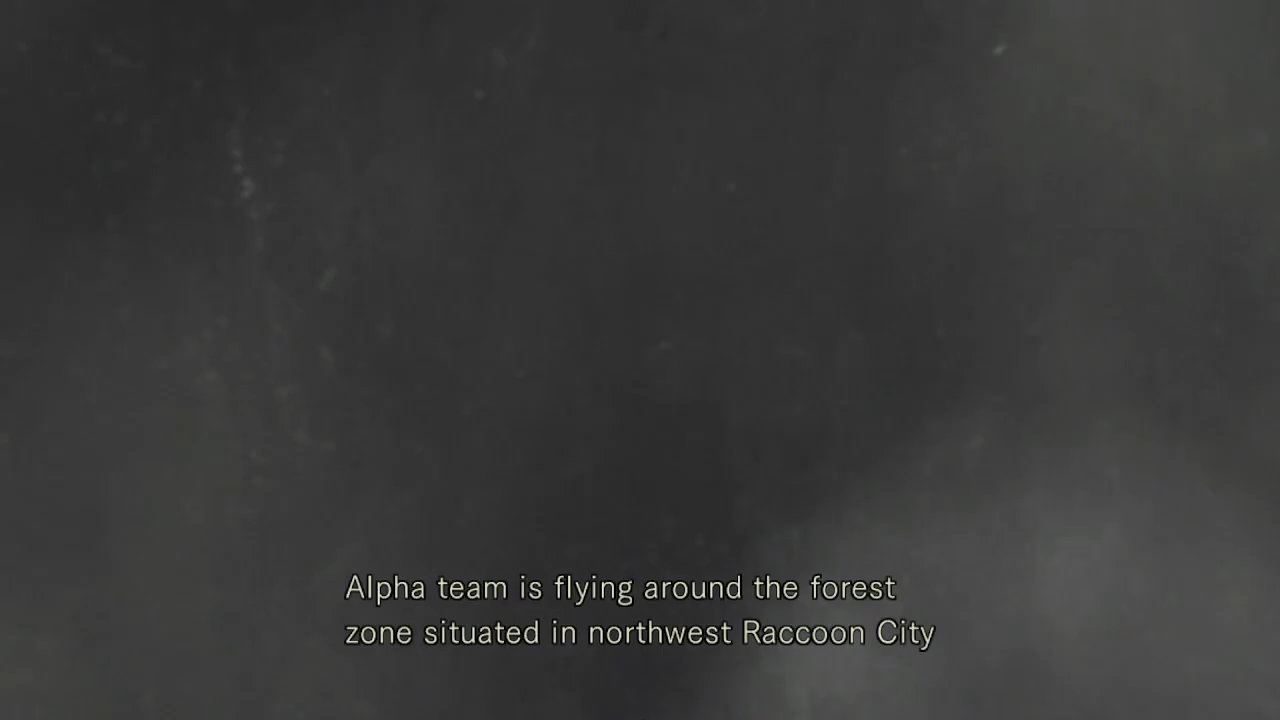 Alpha team is flying around the forest
zone situated in northwest Raccoon City